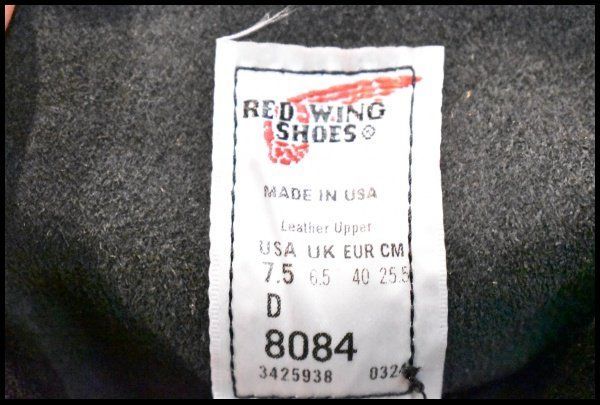 RED WING
SHOES®
MADE IN USA
Leather Upper
USA UK EUR CM
7.5 6.5 40 25.5
D
8084
3425938 0324